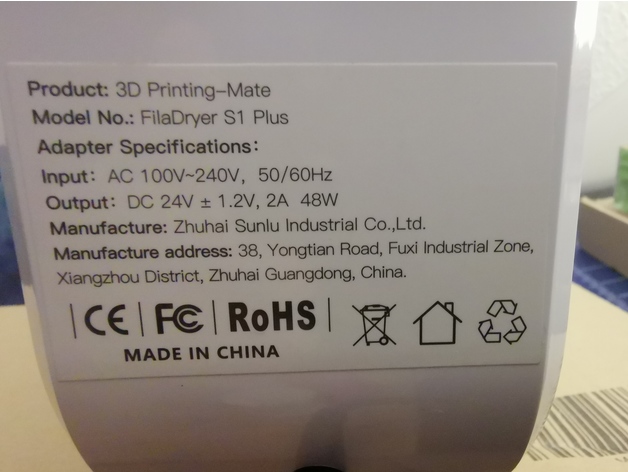 Product: 3D Printing-Mate
Model No.: FilaDryer S1 Plus
Adapter Specifications:
Input: AC 100V~240V, 50/60Hz
Output: DC 24V ± 1.2V, 2A 48W
Manufacture: Zhuhai Sunlu Industrial Co.,Ltd.
Manufacture address: 38, Yongtian Road, Fuxi Industrial Zone,
Xiangzhou District, Zhuhai Guangdong, China.
CE FC RoHS
MADE IN CHINA